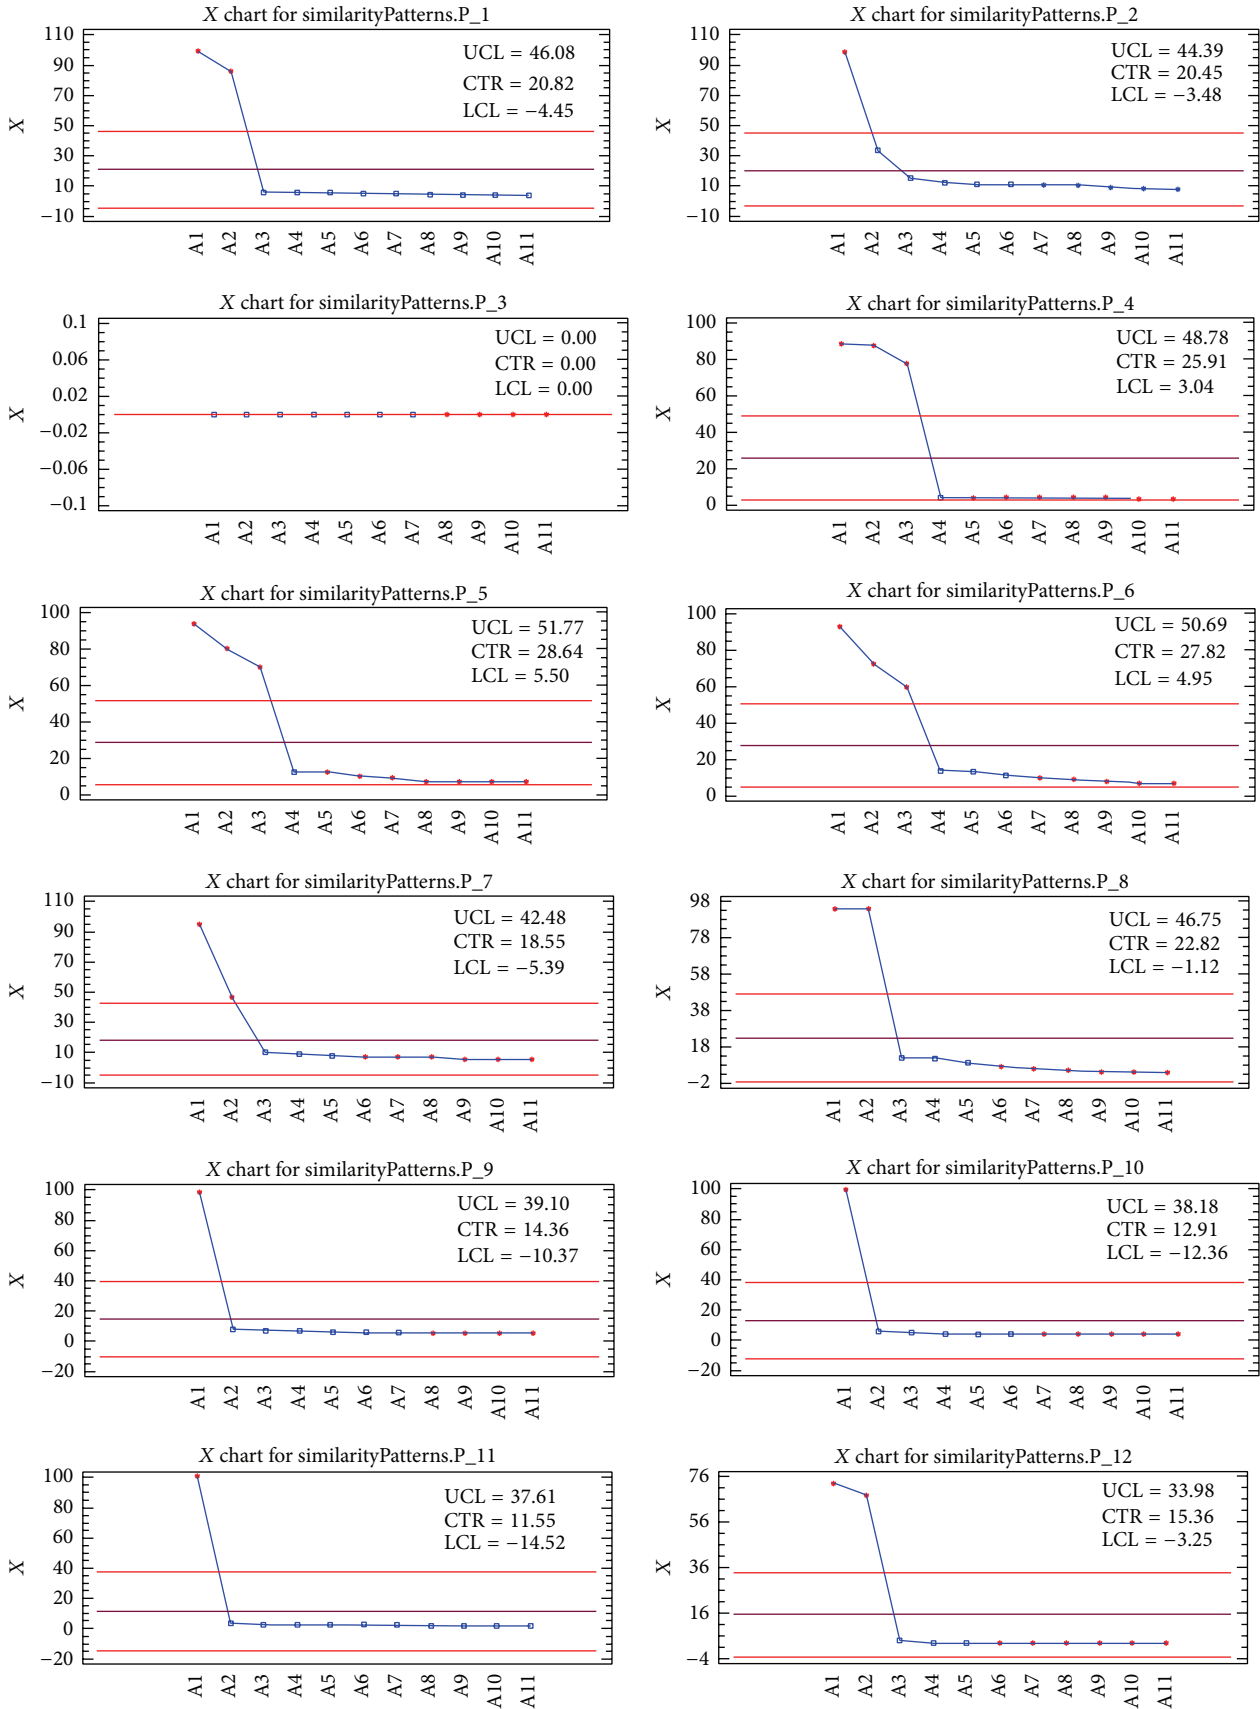 X chart for similarityPatterns.P_1
UCL = 46.08
CTR = 20.82
LCL = −4.45
X
110
90
70
50
30
10
−10
A1 A2 A3 A4 A5 A6 A7 A8 A9 A10 A11
X chart for similarityPatterns.P_2
UCL = 44.39
CTR = 20.45
LCL = −3.48
X
110
90
70
50
30
10
−10
A1 A2 A3 A4 A5 A6 A7 A8 A9 A10 A11
X chart for similarityPatterns.P_3
UCL = 0.00
CTR = 0.00
LCL = 0.00
X
0.1
0.06
0.02
−0.02
−0.06
−0.1
A1 A2 A3 A4 A5 A6 A7 A8 A9 A10 A11
X chart for similarityPatterns.P_4
UCL = 48.78
CTR = 25.91
LCL = 3.04
X
100
80
60
40
20
0
A1 A2 A3 A4 A5 A6 A7 A8 A9 A10 A11
X chart for similarityPatterns.P_5
UCL = 51.77
CTR = 28.64
LCL = 5.50
X
100
80
60
40
20
0
A1 A2 A3 A4 A5 A6 A7 A8 A9 A10 A11
X chart for similarityPatterns.P_6
UCL = 50.69
CTR = 27.82
LCL = 4.95
X
100
80
60
40
20
0
A1 A2 A3 A4 A5 A6 A7 A8 A9 A10 A11
X chart for similarityPatterns.P_7
UCL = 42.48
CTR = 18.55
LCL = −5.39
X
110
90
70
50
30
10
−10
A1 A2 A3 A4 A5 A6 A7 A8 A9 A10 A11
X chart for similarityPatterns.P_8
UCL = 46.75
CTR = 22.82
LCL = −1.12
X
98
78
58
38
18
−2
A1 A2 A3 A4 A5 A6 A7 A8 A9 A10 A11
X chart for similarityPatterns.P_9
UCL = 39.10
CTR = 14.36
LCL = −10.37
X
100
80
60
40
20
0
−20
A1 A2 A3 A4 A5 A6 A7 A8 A9 A10 A11
X chart for similarityPatterns.P_10
UCL = 38.18
CTR = 12.91
LCL = −12.36
X
100
80
60
40
20
0
−20
A1 A2 A3 A4 A5 A6 A7 A8 A9 A10 A11
X chart for similarityPatterns.P_11
UCL = 37.61
CTR = 11.55
LCL = −14.52
X
100
80
60
40
20
0
−20
A1 A2 A3 A4 A5 A6 A7 A8 A9 A10 A11
X chart for similarityPatterns.P_12
UCL = 33.98
CTR = 15.36
LCL = −3.25
X
76
56
36
16
−4
A1 A2 A3 A4 A5 A6 A7 A8 A9 A10 A11